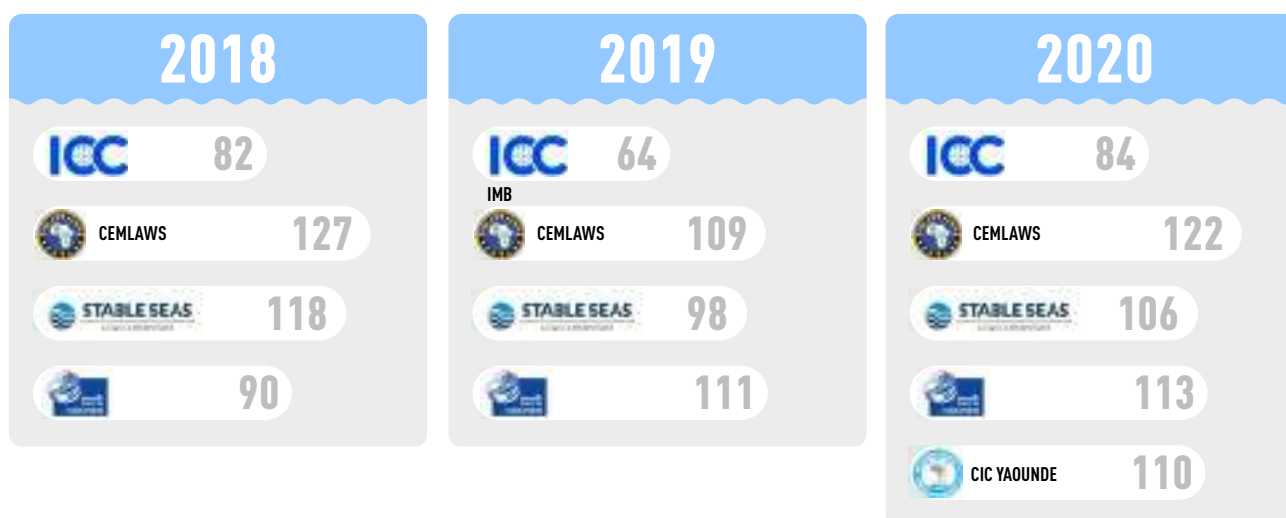 2018
ICC 82
CEMLAWS 127
STABLE SEAS 118
90
2019
ICC 64
IMB
CEMLAWS 109
STABLE SEAS 98
111
2020
ICC 84
CEMLAWS 122
STABLE SEAS 106
113
CIC YAOUNDE 110